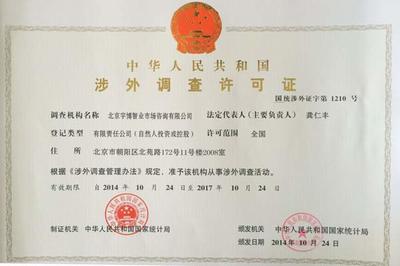 中华人民共和国
涉外调查许可证
国统涉外证字第 1210 号
调查机构名称 北京宇博智业市场咨询有限公司 法定代表人(主要负责人) 龚仁丰
登记类型 有限责任公司(自然人投资或控股) 许可范围 全国
住 所 北京市朝阳区北苑路172号11号楼2008室
根据《涉外调查管理办法》规定,准予该机构从事涉外调查活动。
有效期限 自 2014 年 10 月 24 日至 2017 年 10 月 24 日
制证机关 中华人民共和国国家统计局 颁发机关 中华人民共和国国家统计局
颁发日期 2014 年 10 月 24 日